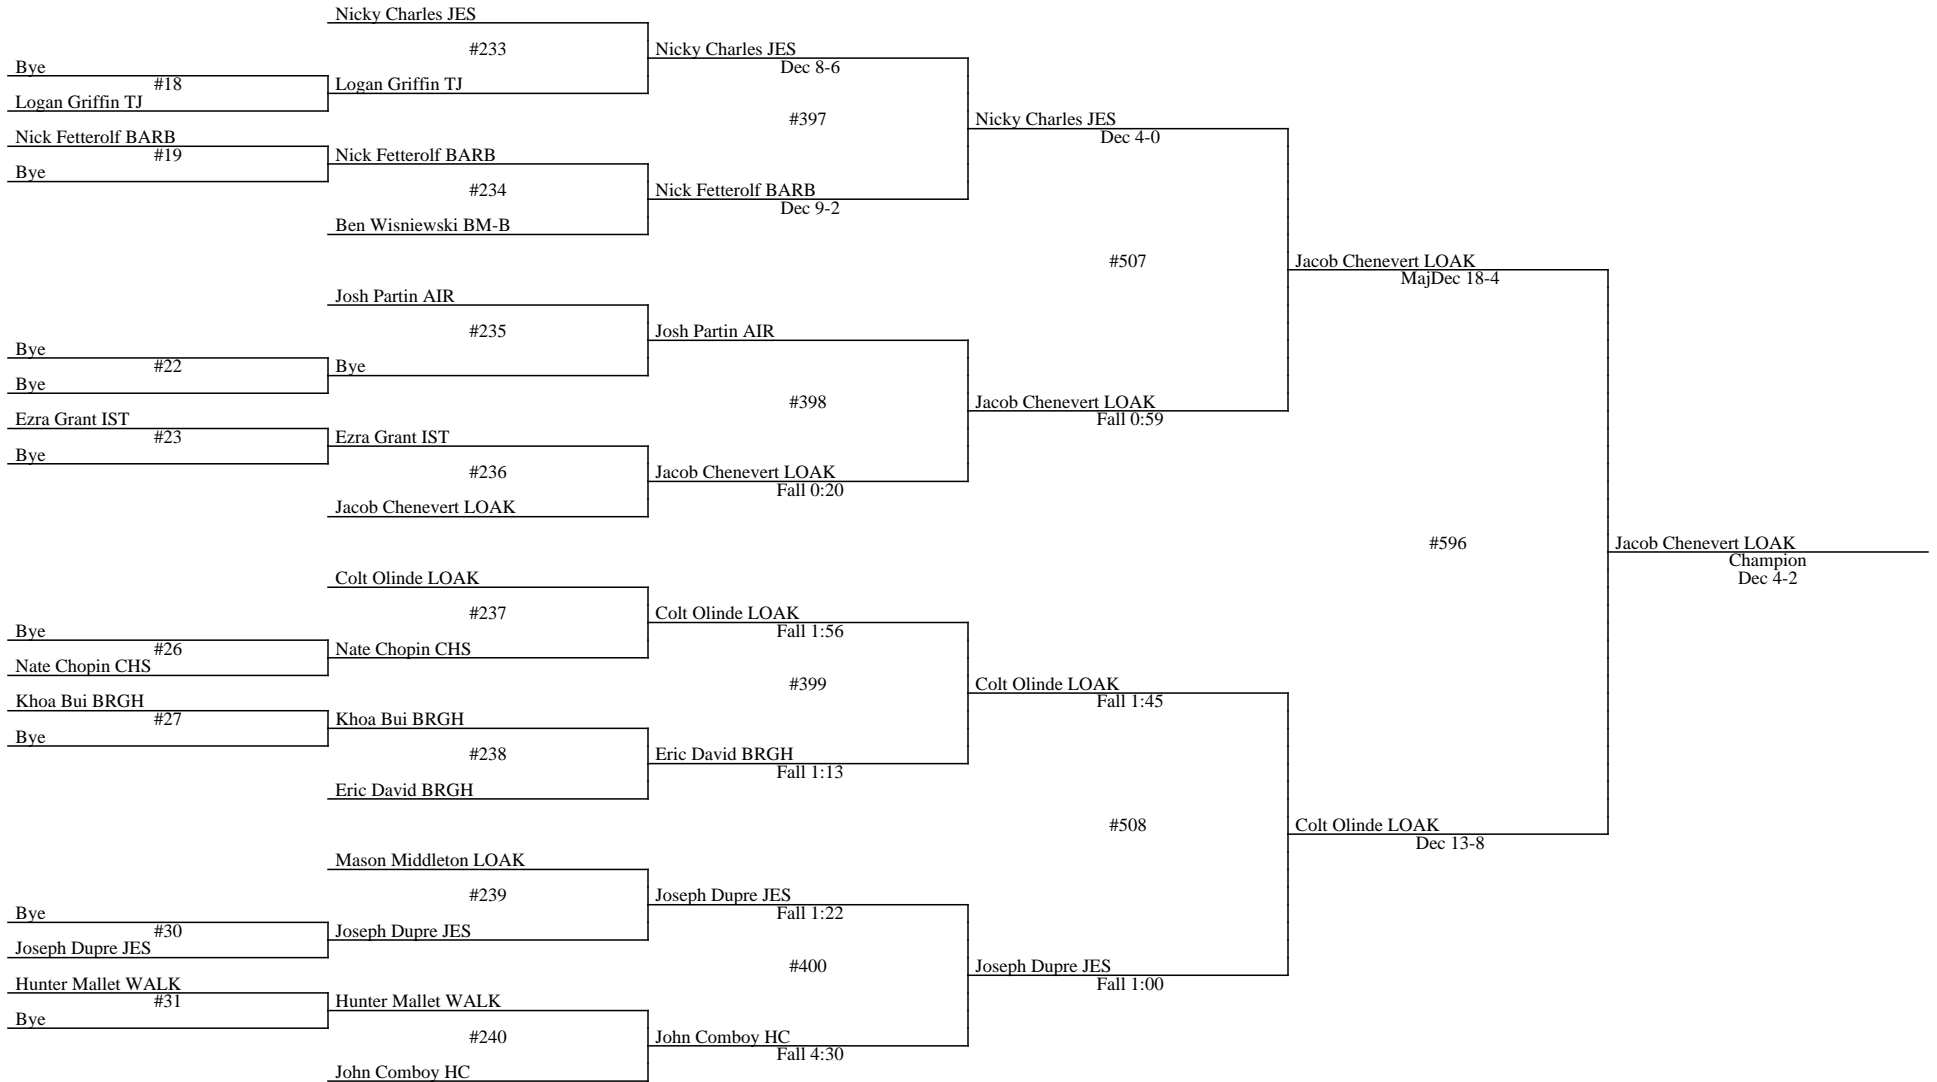 Nicky Charles JES
#233
Nicky Charles JES
Dec 8-6
Bye
#18
Logan Griffin TJ
Logan Griffin TJ
#397
Nicky Charles JES
Dec 4-0
Nick Fetterolf BARB
#19
Bye
Nick Fetterolf BARB
#234
Nick Fetterolf BARB
Dec 9-2
Ben Wisniewski BM-B
#507
Jacob Chenevert LOAK
MajDec 18-4
Josh Partin AIR
#235
Josh Partin AIR
Bye
#22
Bye
Bye
#398
Jacob Chenevert LOAK
Fall 0:59
Ezra Grant IST
#23
Bye
Ezra Grant IST
#236
Jacob Chenevert LOAK
Fall 0:20
Jacob Chenevert LOAK
#596
Jacob Chenevert LOAK
Champion
Dec 4-2
Colt Olinde LOAK
#237
Colt Olinde LOAK
Fall 1:56
Bye
#26
Nate Chopin CHS
Nate Chopin CHS
#399
Colt Olinde LOAK
Fall 1:45
Khoa Bui BRGH
#27
Bye
Khoa Bui BRGH
#238
Eric David BRGH
Fall 1:13
Eric David BRGH
#508
Colt Olinde LOAK
Dec 13-8
Mason Middleton LOAK
#239
Joseph Dupre JES
Fall 1:22
Bye
#30
Joseph Dupre JES
Joseph Dupre JES
#400
Joseph Dupre JES
Fall 1:00
Hunter Mallet WALK
#31
Bye
Hunter Mallet WALK
#240
John Comboy HC
Fall 4:30
John Comboy HC